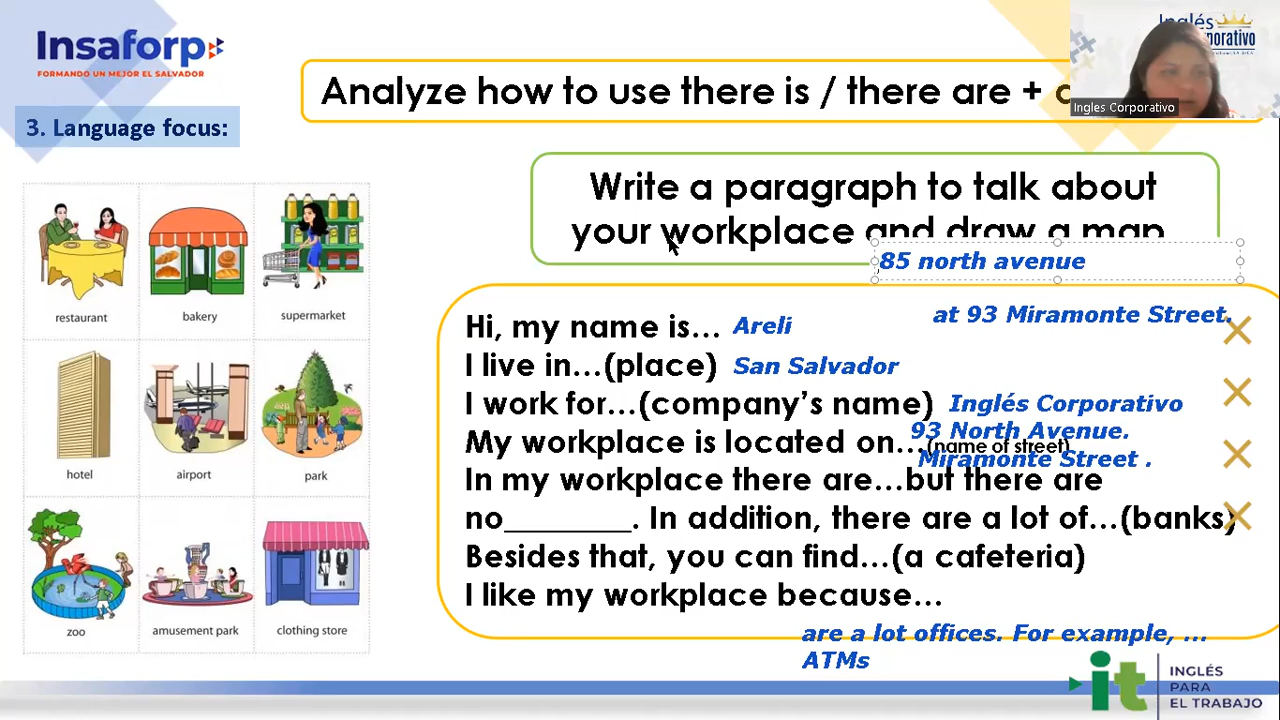 Insaforp
FORMANDO UN MEJOR EL SALVADOR
Inglés
Ingles Corporativo
Analyze how to use there is / there are +
3. Language focus:
Write a paragraph to talk about
your workplace and draw a map
85 north avenue
at 93 Miramonte Street.
Hi, my name is... Areli
I live in...(place) San Salvador
I work for...(company's name) Inglés Corporativo
93 North Avenue.
My workplace is located on...(name of street)
Miramonte Street .
In my workplace there are...but there are
no________. In addition, there are a lot of...(banks)
Besides that, you can find...(a cafeteria)
I like my workplace because...
are a lot offices. For example, ...
ATMs
restaurant bakery supermarket
hotel airport park
zoo amusement park clothing store
it INGLÉS
PARA
EL TRABAJO